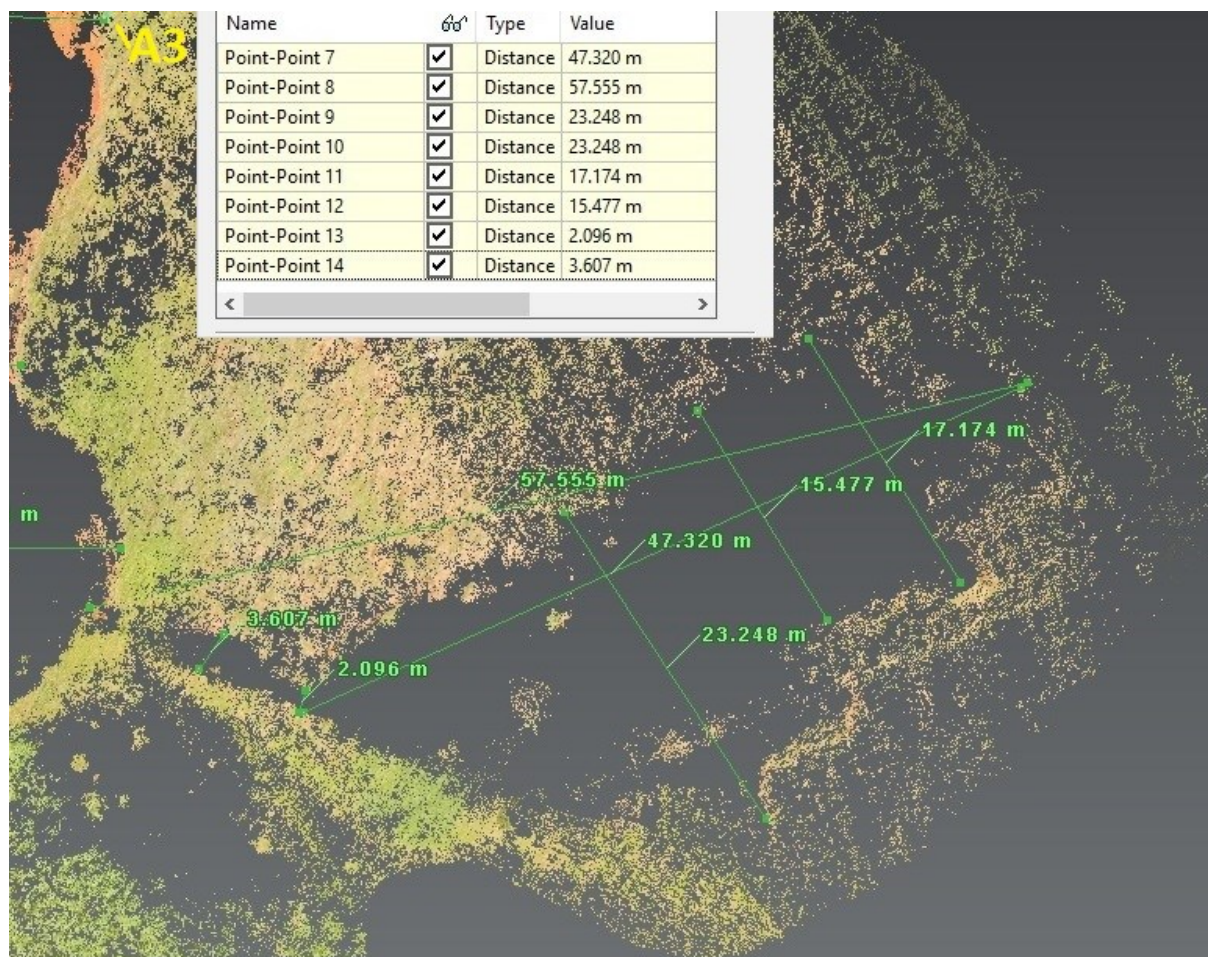 A3
Name Type Value
Point-Point 7 Distance 47.320 m
Point-Point 8 Distance 57.555 m
Point-Point 9 Distance 23.248 m
Point-Point 10 Distance 23.248 m
Point-Point 11 Distance 17.174 m
Point-Point 12 Distance 15.477 m
Point-Point 13 Distance 2.096 m
Point-Point 14 Distance 3.607 m
17.174 m
57.555 m
15.477 m
m
47.320 m
3.607 m
23.248 m
2.096 m